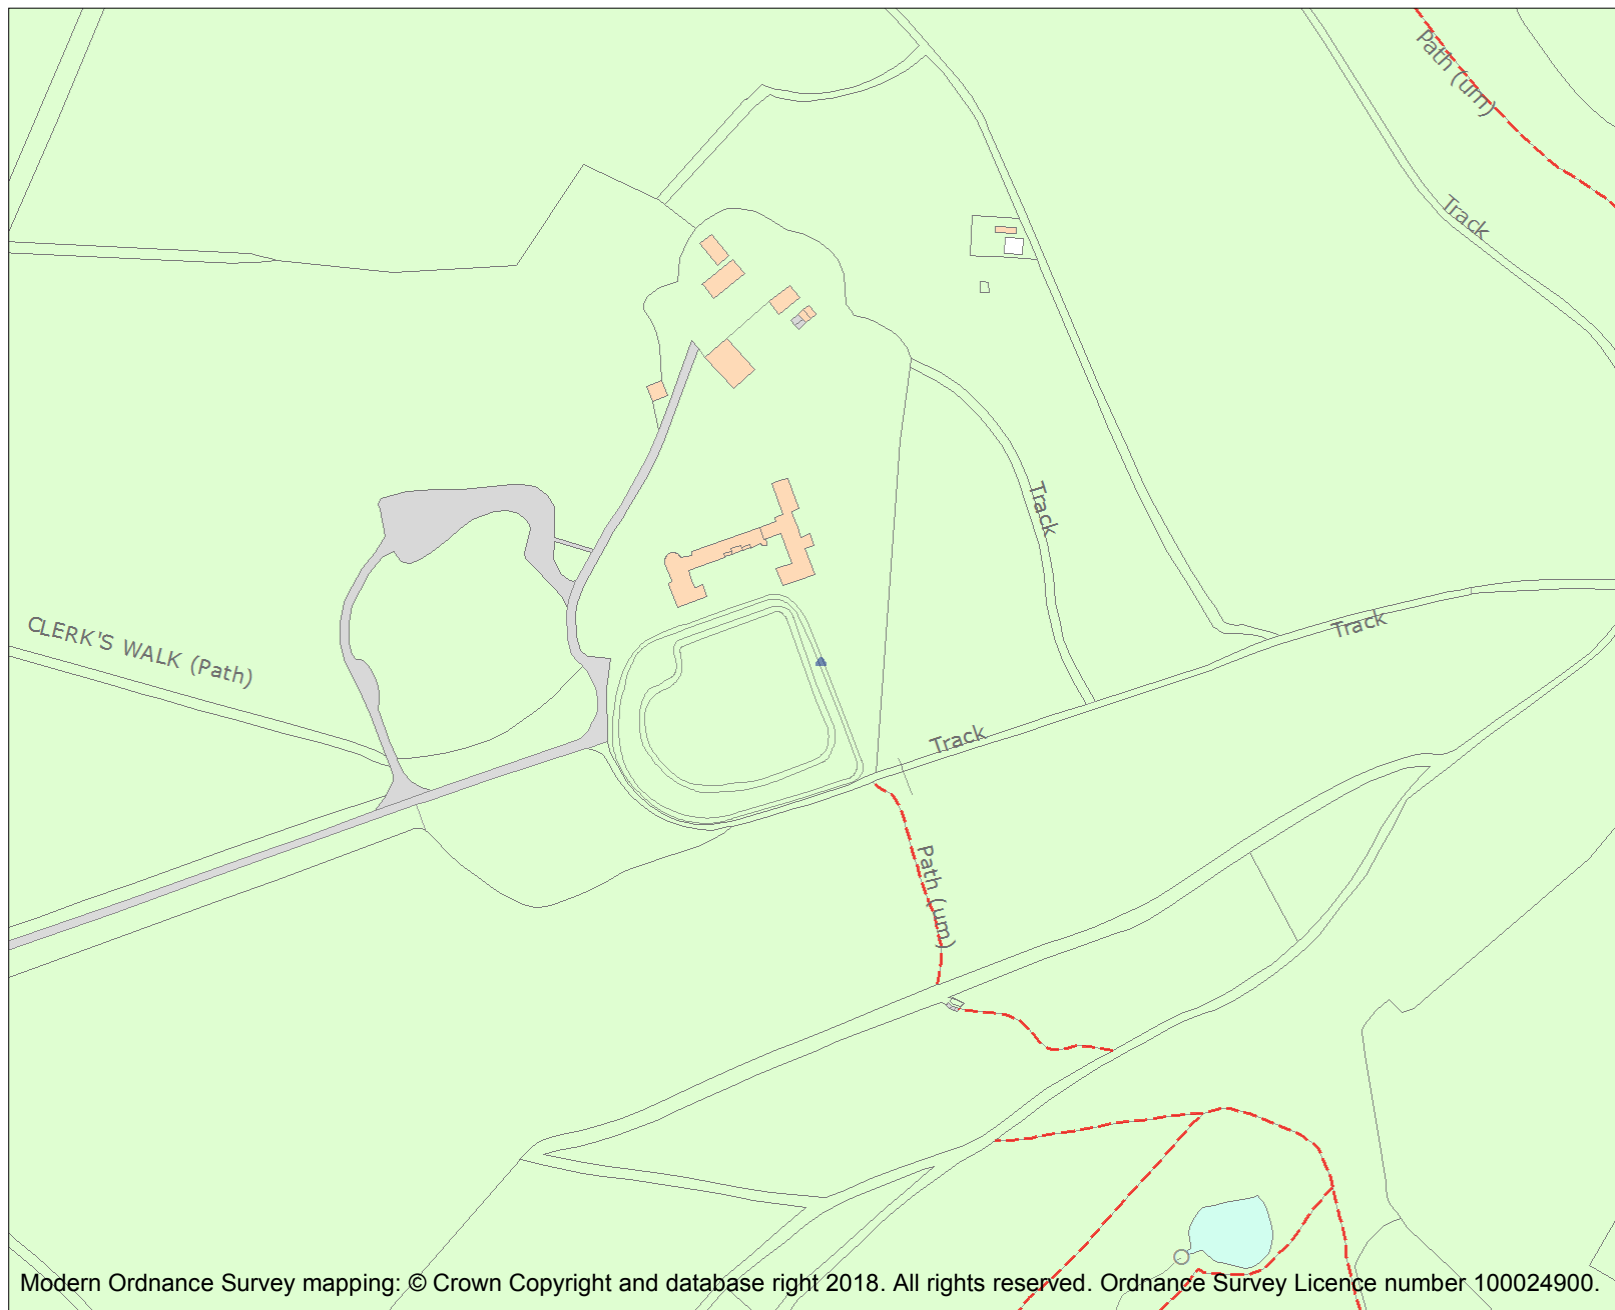 Path (um)
Track
Track
CLERK'S WALK (Path)
Track
Track
Path (um)
Modern Ordnance Survey mapping: © Crown Copyright and database right 2018. All rights reserved. Ordnance Survey Licence number 100024900.